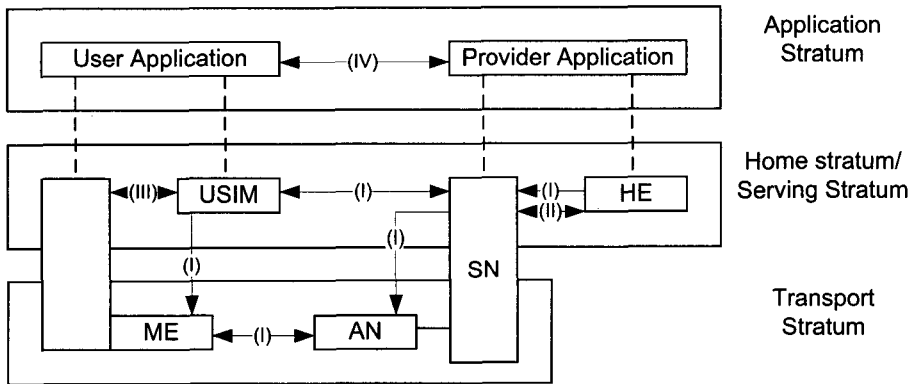 Application
Stratum
User Application
(IV)
Provider Application
Home stratum/
Serving Stratum
(III)
USIM
(I)
(I)
HE
(II)
(I)
(I)
SN
Transport
Stratum
ME
(I)
AN